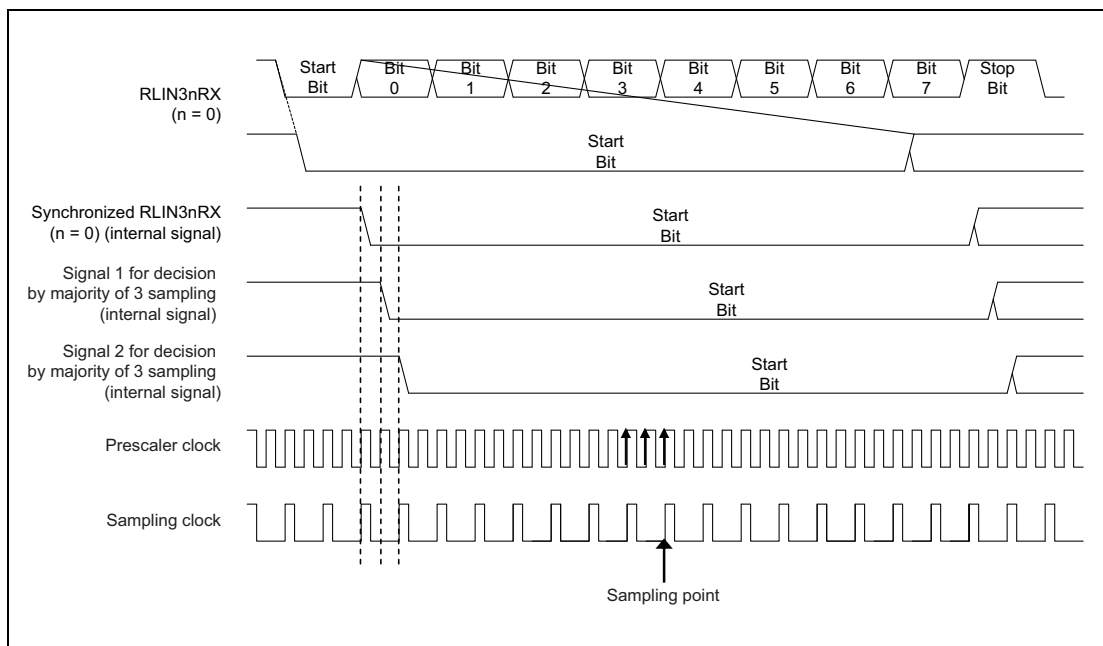 RLIN3nRX
(n = 0)
Start
Bit
Bit
0
Bit
1
Bit
2
Bit
3
Bit
4
Bit
5
Bit
6
Bit
7
Stop
Bit
Start
Bit
Synchronized RLIN3nRX
(n = 0) (internal signal)
Start
Bit
Signal 1 for decision
by majority of 3 sampling
(internal signal)
Start
Bit
Signal 2 for decision
by majority of 3 sampling
(internal signal)
Start
Bit
Prescaler clock
Sampling clock
Sampling point